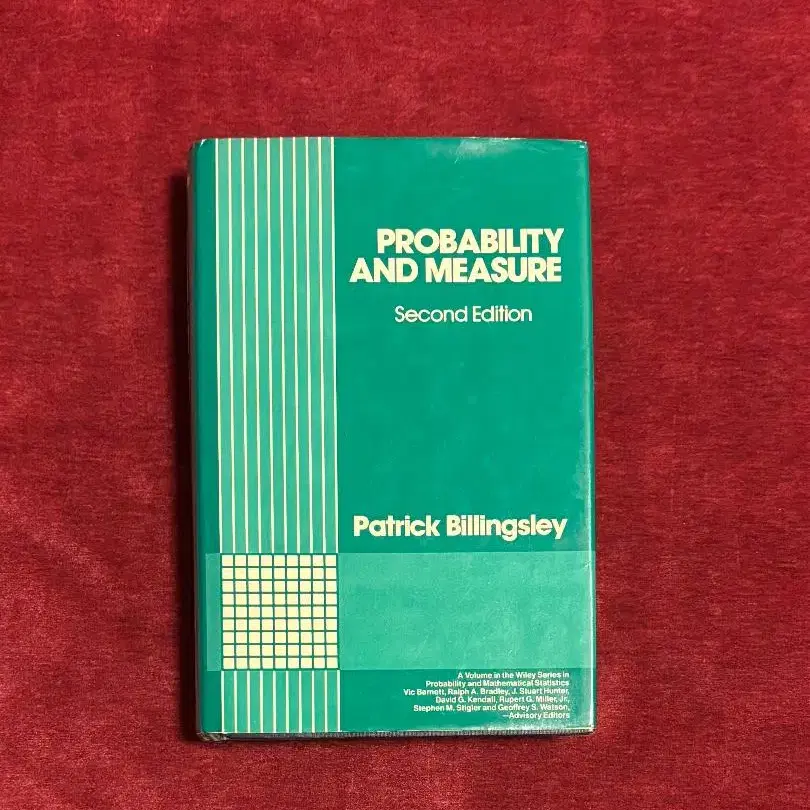 PROBABILITY
AND MEASURE
Second Edition
Patrick Billingsley
A Volume in the Wiley Series in
Probability and Mathematical Statistics
Vic Barnett, Ralph A. Bradley, J. Stuart Hunter,
David G. Kendall, Rupert G. Miller, Jr.,
Stephen M. Stigler and Geoffrey S. Watson,
—Advisory Editors